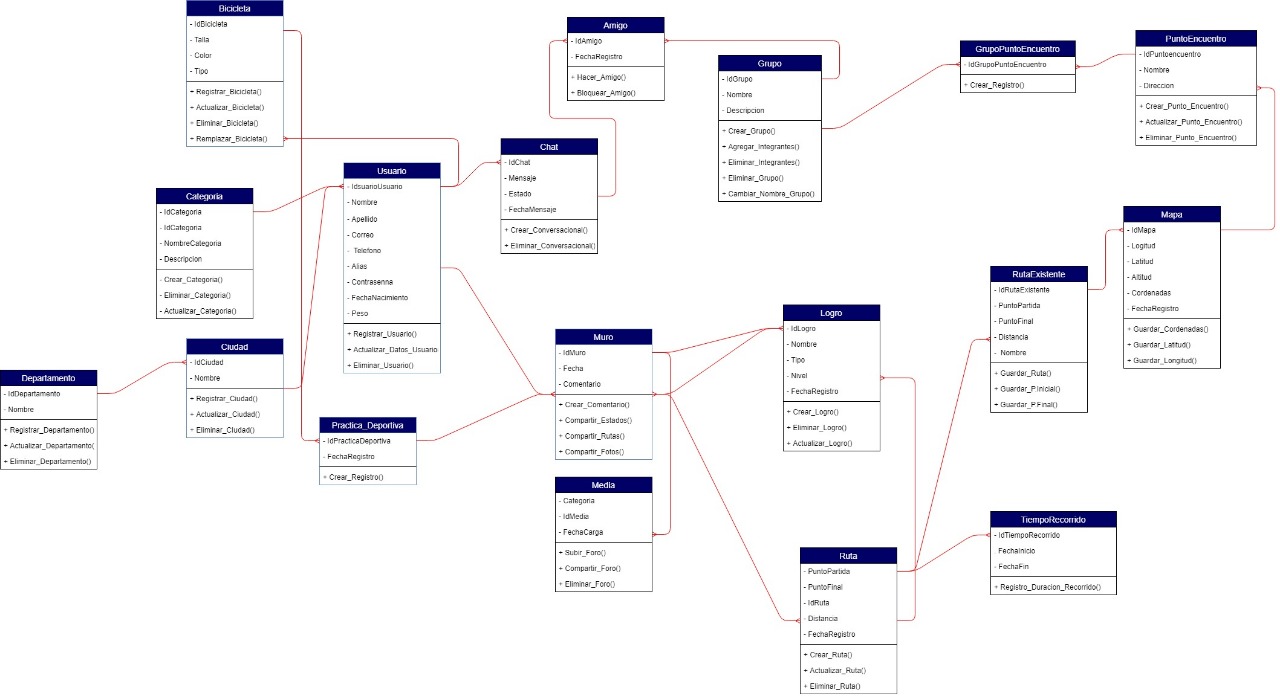 Bicicleta
- IdBicicleta
- Talla
- Color
- Tipo
+ Registrar_Bicicleta()
+ Actualizar_Bicicleta()
+ Eliminar_Bicicleta()
+ Remplazar_Bicicleta()
Categoria
- IdCategoria
- IdCategoria
- NombreCategoria
- Descripcion
- Crear_Categoria()
- Eliminar_Categoria()
- Actualizar_Categoria()
Ciudad
- IdCiudad
- Nombre
+ Registrar_Ciudad()
+ Actualizar_Ciudad()
+ Eliminar_Ciudad()
Departamento
- IdDepartamento
- Nombre
+ Registrar_Departamento()
+ Actualizar_Departamento(
+ Eliminar_Departamento()
Usuario
- IdsuarioUsuario
- Nombre
- Apellido
- Correo
- Telefono
- Alias
- Contrasenna
- FechaNacimiento
- Peso
+ Registrar_Usuario()
+ Actualizar_Datos_Usuario
+ Eliminar_Usuario()
Practica_Deportiva
- IdPracticaDeportiva
- FechaRegistro
+ Crear_Registro()
Chat
- IdChat
- Mensaje
- Estado
- FechaMensaje
+ Crear_Conversacional()
+ Eliminar_Conversacional()
Amigo
- IdAmigo
- FechaRegistro
+ Hacer_Amigo()
+ Bloquear_Amigo()
Grupo
- IdGrupo
- Nombre
- Descripcion
+ Crear_Grupo()
+ Agregar_Integrantes()
+ Eliminar_Integrantes()
+ Eliminar_Grupo()
+ Cambiar_Nombre_Grupo()
GrupoPuntoEncuentro
- IdGrupoPuntoEncuentro
+ Crear_Registro()
PuntoEncuentro
- IdPuntoencuentro
- Nombre
- Direccion
+ Crear_Punto_Encuentro()
+ Actualizar_Punto_Encuentro()
+ Eliminar_Punto_Encuentro()
Mapa
- IdMapa
- Logitud
- Latitud
- Altitud
- Cordenadas
- FechaRegistro
+ Guardar_Cordenadas()
+ Guardar_Latitud()
+ Guardar_Longitud()
RutaExistente
- IdRutaExistente
- PuntoPartida
- PuntoFinal
- Distancia
- Nombre
+ Guardar_Ruta()
+ Guardar_P.Inicial()
+ Guardar_P.Final()
Muro
- IdMuro
- Fecha
- Comentario
+ Crear_Comentario()
+ Compartir_Estados()
+ Compartir_Rutas()
+ Compartir_Fotos()
Media
- Categoria
- IdMedia
- FechaCarga
+ Subir_Foro()
+ Compartir_Foro()
+ Eliminar_Foro()
Logro
- IdLogro
- Nombre
- Tipo
- Nivel
- FechaRegistro
+ Crear_Logro()
+ Eliminar_Logro()
+ Actualizar_Logro()
Ruta
- PuntoPartida
- PuntoFinal
- IdRuta
- Distancia
- FechaRegistro
+ Crear_Ruta()
+ Actualizar_Ruta()
+ Eliminar_Ruta()
TiempoRecorrido
- IdTiempoRecorrido
FechaInicio
- FechaFin
+ Registro_Duracion_Recorrido()